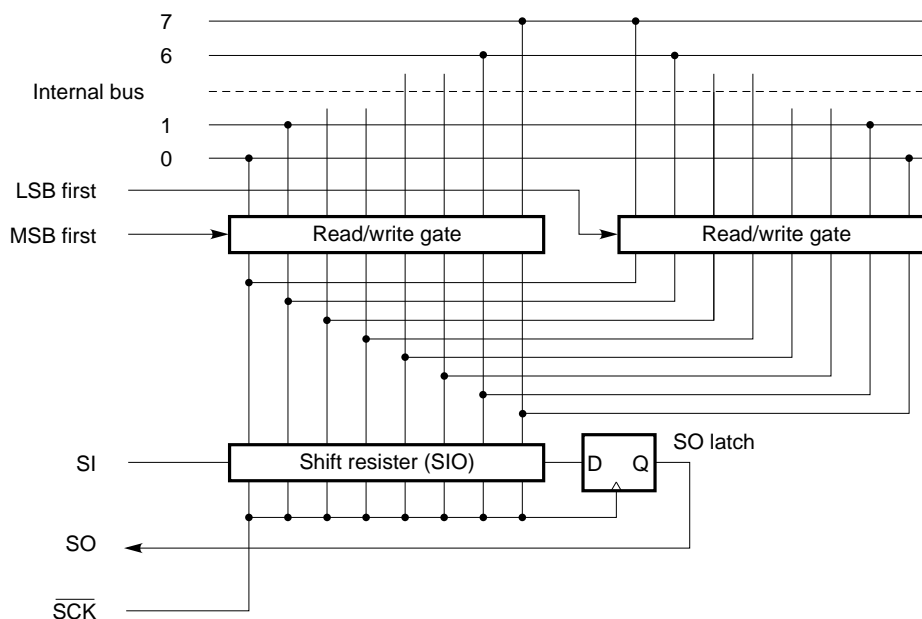 7
6
Internal bus
1
0
LSB first
MSB first
Read/write gate Read/write gate
SO latch
SI Shift resister (SIO) D Q
SO
SCK